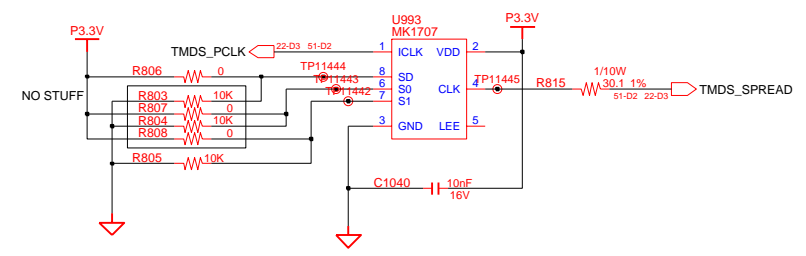 U993
MK1707
P3.3V
P3.3V
TMDS_PCLK 22-D3 51-D2 1 ICLK VDD 2
TP11444
R806 0 8 SD
TP11443
6 S0 TP11445 CLK 4 R815 1/10W 30.1 1% TMDS_SPREAD
51-D2 22-D3
NO STUFF R803 10K TP11442 7 S1
R807 0
R804 10K 3 GND LEE 5
R808 0
R805 10K
C1040 10nF
16V